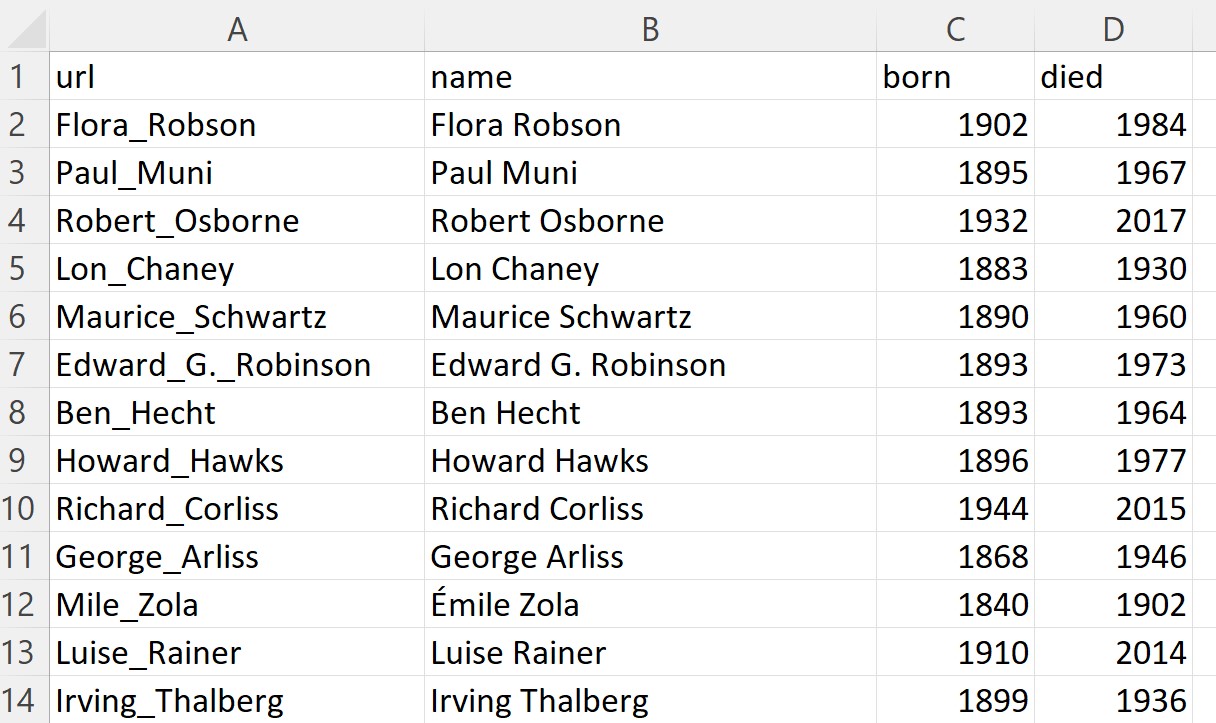 A B C D
1 url name born died
2 Flora_Robson Flora Robson 1902 1984
3 Paul_Muni Paul Muni 1895 1967
4 Robert_Osborne Robert Osborne 1932 2017
5 Lon_Chaney Lon Chaney 1883 1930
6 Maurice_Schwartz Maurice Schwartz 1890 1960
7 Edward_G._Robinson Edward G. Robinson 1893 1973
8 Ben_Hecht Ben Hecht 1893 1964
9 Howard_Hawks Howard Hawks 1896 1977
10 Richard_Corliss Richard Corliss 1944 2015
11 George_Arliss George Arliss 1868 1946
12 Mile_Zola Émile Zola 1840 1902
13 Luise_Rainer Luise Rainer 1910 2014
14 Irving_Thalberg Irving Thalberg 1899 1936